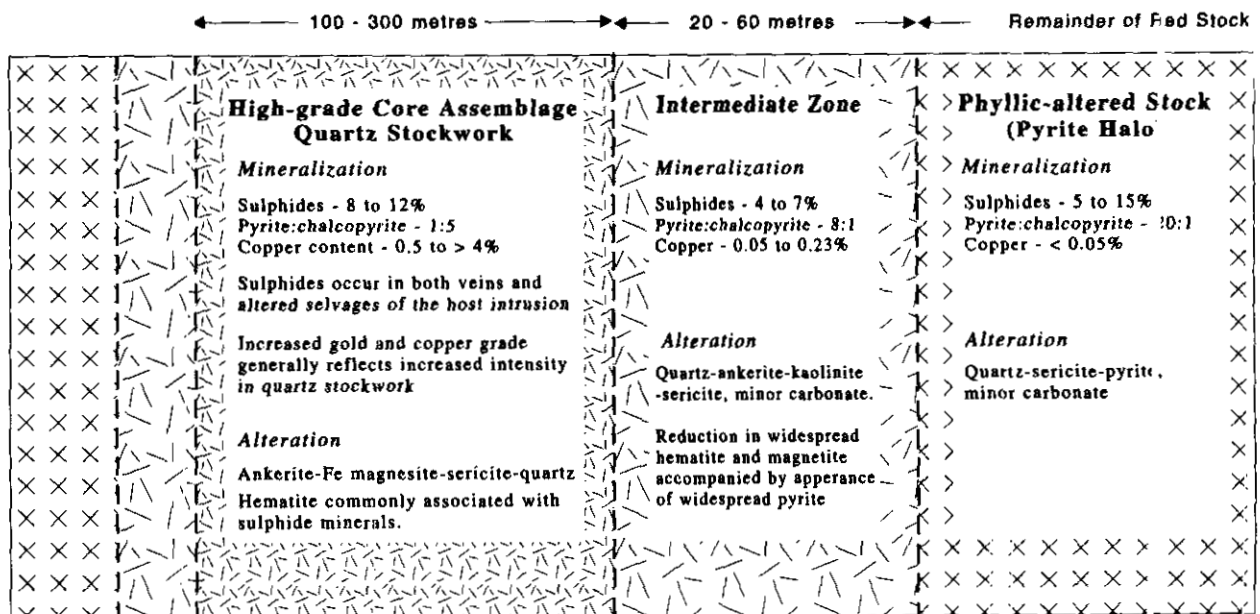 100 - 300 metres
20 - 60 metres
Remainder of Red Stock
High-grade Core Assemblage
Quartz Stockwork
Mineralization
Sulphides - 8 to 12%
Pyrite:chalcopyrite - 1:5
Copper content - 0.5 to > 4%
Sulphides occur in both veins and
altered selvages of the host intrusion
Increased gold and copper grade
generally reflects increased intensity
in quartz stockwork
Alteration
Ankerite-Fe magnesite-sericite-quartz
Hematite commonly associated with
sulphide minerals.
Intermediate Zone
Mineralization
Sulphides - 4 to 7%
Pyrite:chalcopyrite - 8:1
Copper - 0.05 to 0.23%
Alteration
Quartz-ankerite-kaolinite
-sericite, minor carbonate.
Reduction in widespread
hematite and magnetite
accompanied by apperance
of widespread pyrite
Phyllic-altered Stock
(Pyrite Halo
Mineralization
Sulphides - 5 to 15%
Pyrite:chalcopyrite -
Copper - < 0.05%
Alteration
Quartz-sericite-pyrite,
minor carbonate